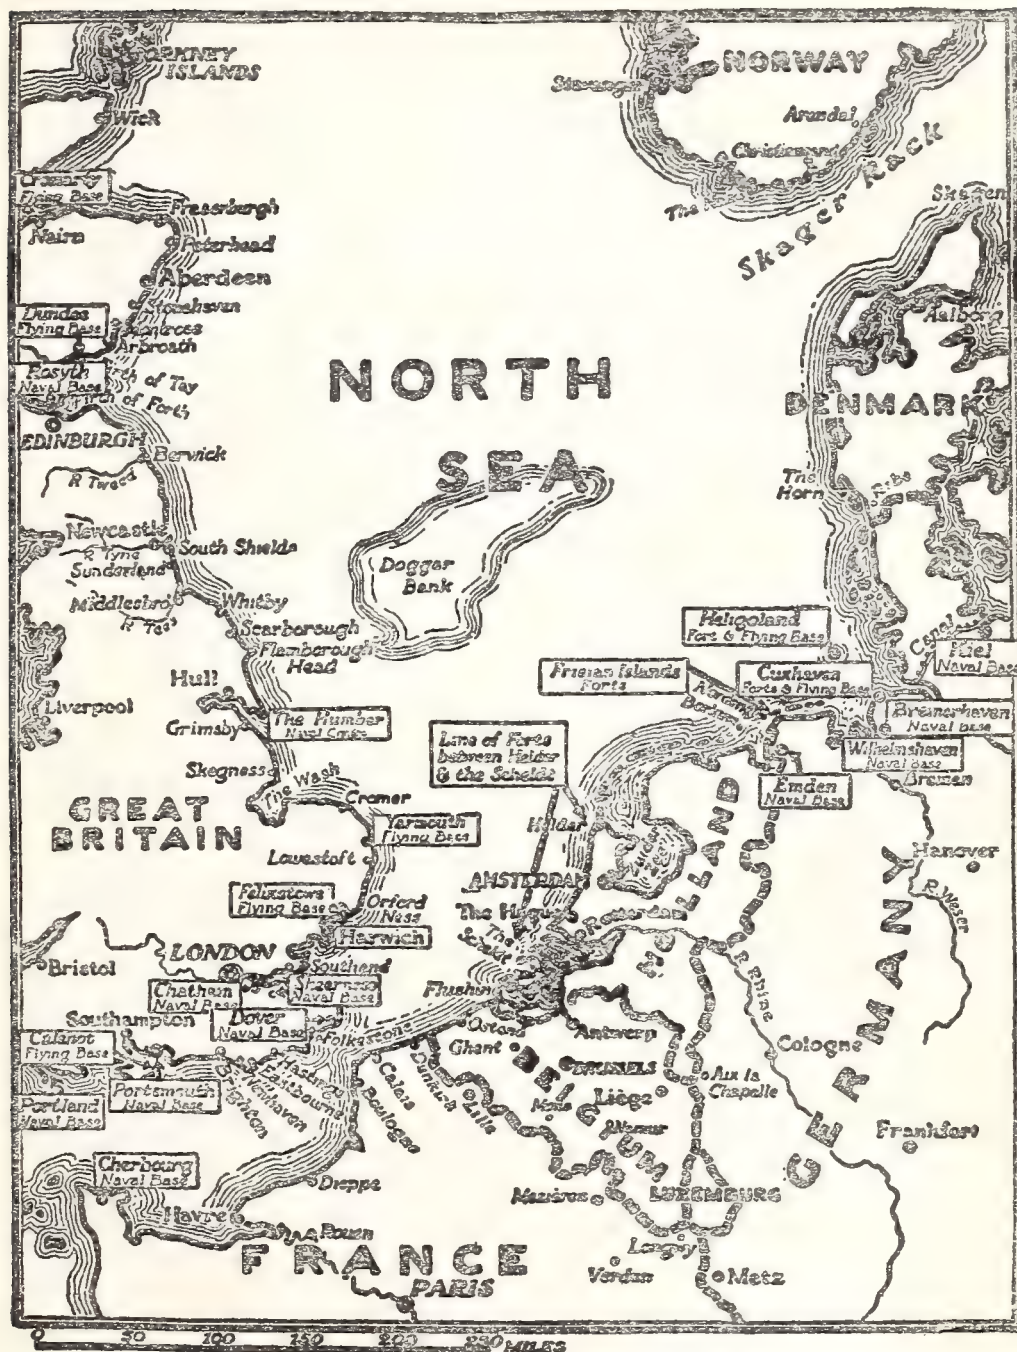 ORKNEY
ISLANDS
NORWAY
Stavanger
Arendal
Wick
Christiansand
Skager Rack
The
Skagen
Cromarty
Flying Base
Fraserburgh
Nairn
Peterhead
Aberdeen
Stonehaven
Dundee
Flying Base
Montrose
Arbroath
Aalborg
Firth of Tay
Rosyth
Naval Base
Firth of Forth
EDINBURGH
NORTH
SEA
DENMARK
Berwick
R Tweed
The
Horn
Ribe
Newcastle
R Tyne
South Shields
Sunderland
Dogger
Bank
Middlesbro
R Tees
Whitby
Scarborough
Flamborough
Head
Heligoland
Fort & Flying Base
Canal
Kiel
Naval Base
Frisian Islands
Forts
Cuxhaven
Forts & Flying Base
Borkum
Hull
Liverpool
Grimsby
The Humber
Naval Centre
Bremerhaven
Naval Base
Line of Forts
between Helder
& the Schelde
Wilhelmshaven
Naval Base
Bremen
Emden
Naval Base
Skegness
The Wash
Cromer
GREAT
BRITAIN
Yarmouth
Flying Base
Helder
Lowestoft
Zuider
Zee
HOLLAND
Hanover
AMSTERDAM
Felixstowe
Flying Base
Orford
Ness
The Hague
Rotterdam
R. Weser
Harwich
The
Schelde
LONDON
Bristol
Southend
Sheerness
Naval Base
Chatham
Naval Base
Flushing
R Rhine
GERMANY
Southampton
Dover
Naval Base
Folkestone
Ostend
Antwerp
Ghent
Calshot
Flying Base
Cologne
BRUSSELS
BELGIUM
Hastings
Eastbourne
Newhaven
Brighton
Portsmouth
Naval Base
Portland
Naval Base
Calais
Dunkirk
Boulogne
Lille
Mons
Liège
Aux la
Chapelle
Namur
Frankfort
Cherbourg
Naval Base
Dieppe
Mezières
LUXEMBURG
Havre
Rouen
Longwy
Verdun
Metz
FRANCE
PARIS
0 50 100 150 200 250 MILES